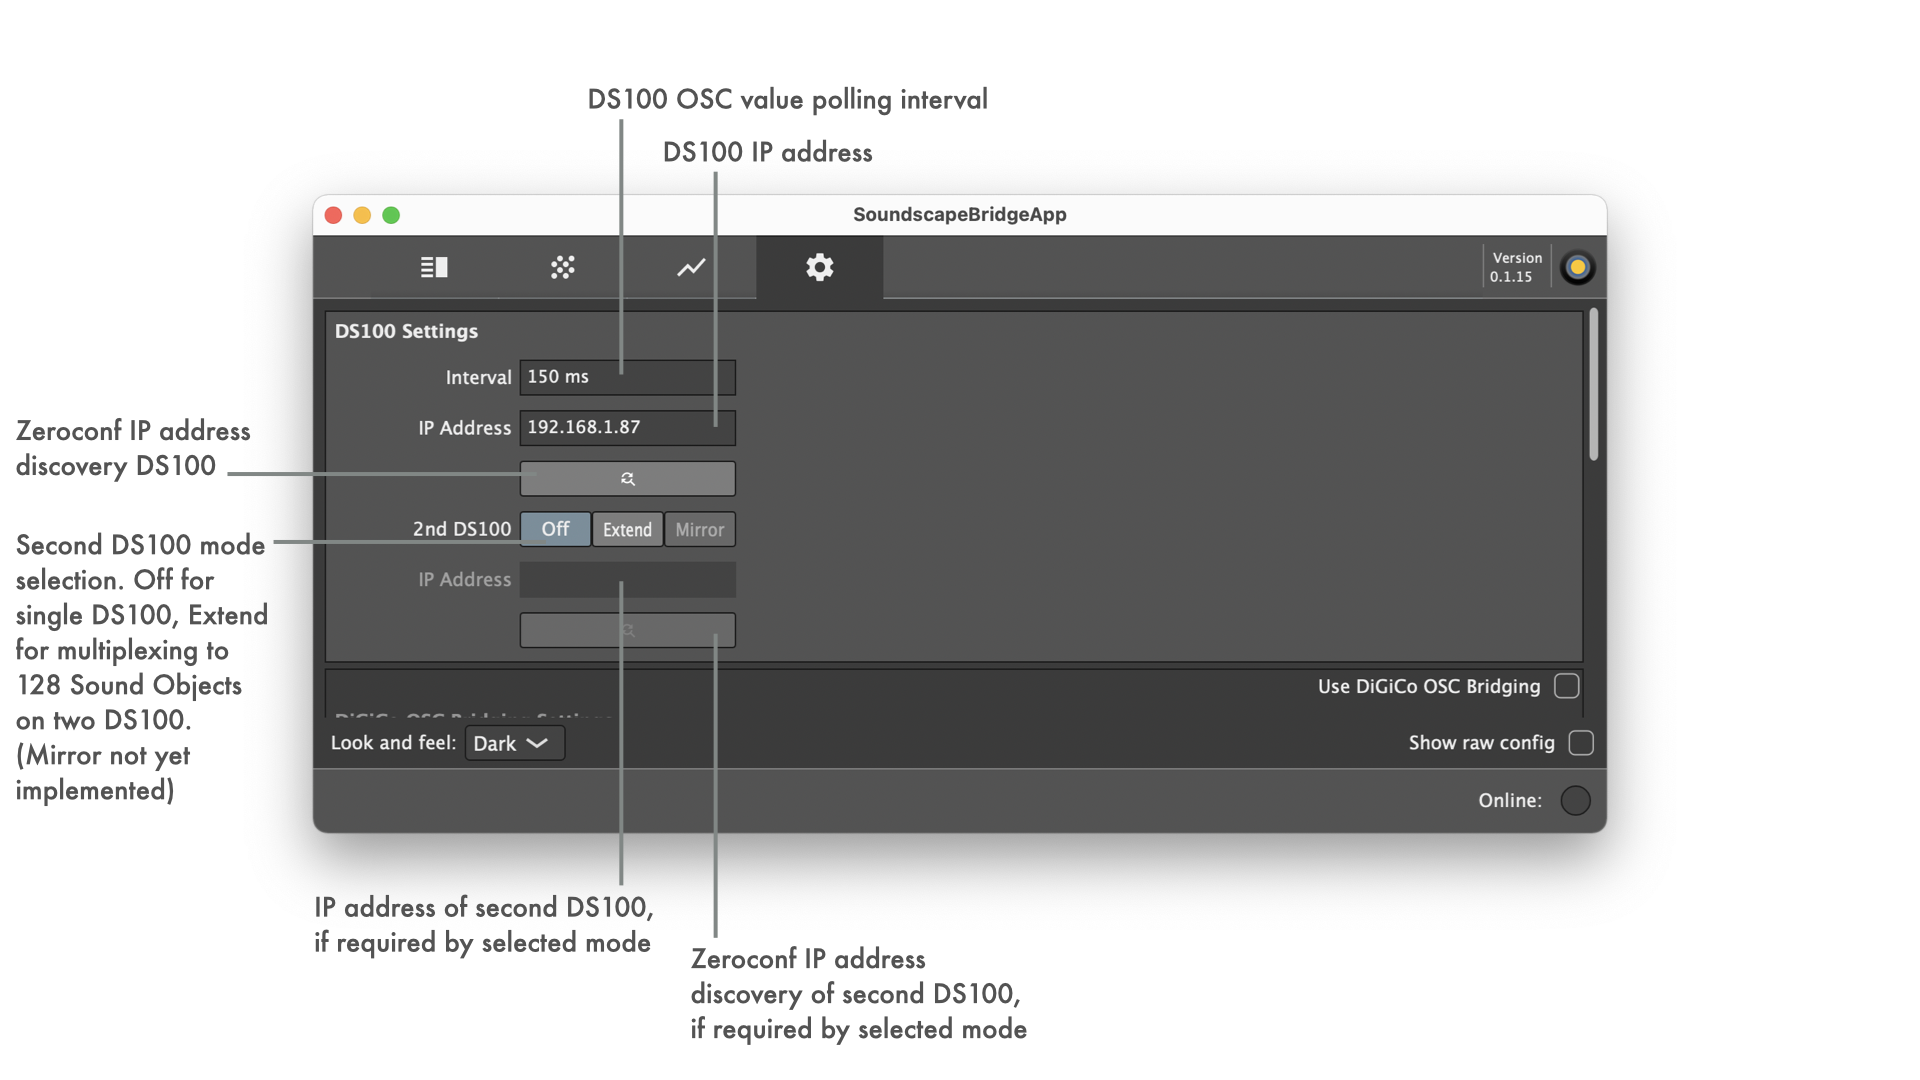 DS100 OSC value polling interval
DS100 IP address
SoundscapeBridgeApp
Version
0.1.15
DS100 Settings
Interval 150 ms
IP Address 192.168.1.87
Zeroconf IP address
discovery DS100
2nd DS100 Off Extend Mirror
IP Address
Second DS100 mode
selection. Off for
single DS100, Extend
for multiplexing to
128 Sound Objects
on two DS100.
(Mirror not yet
implemented)
Use DiGiCo OSC Bridging
DiGiCo OSC Bridging Settings
Look and feel: Dark
Show raw config
Online:
IP address of second DS100,
if required by selected mode
Zeroconf IP address
discovery of second DS100,
if required by selected mode